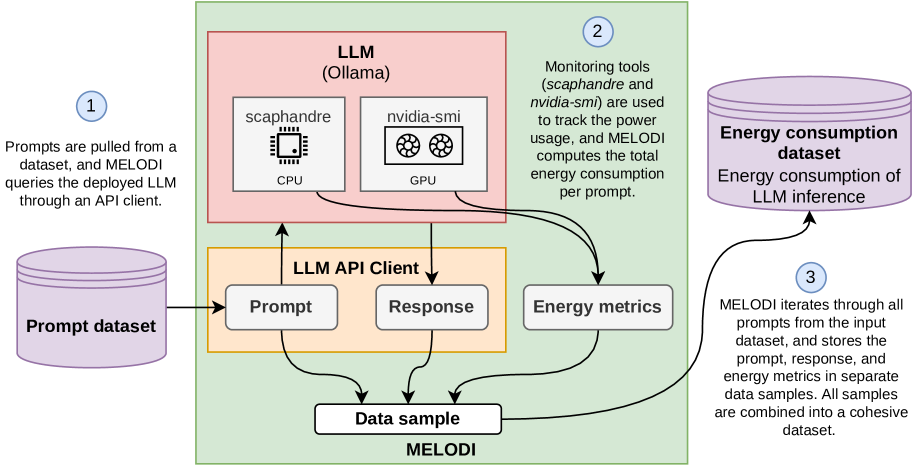 1
Prompts are pulled from a
dataset, and MELODI
queries the deployed LLM
through an API client.
Prompt dataset
LLM
(Ollama)
scaphandre
CPU
nvidia-smi
GPU
2
Monitoring tools
(scaphandre and
nvidia-smi) are used
to track the power
usage, and MELODI
computes the total
energy consumption
per prompt.
LLM API Client
Prompt
Response
Energy metrics
Data sample
MELODI
Energy consumption
dataset
Energy consumption of
LLM inference
3
MELODI iterates through all
prompts from the input
dataset, and stores the
prompt, response, and
energy metrics in separate
data samples. All samples
are combined into a cohesive
dataset.